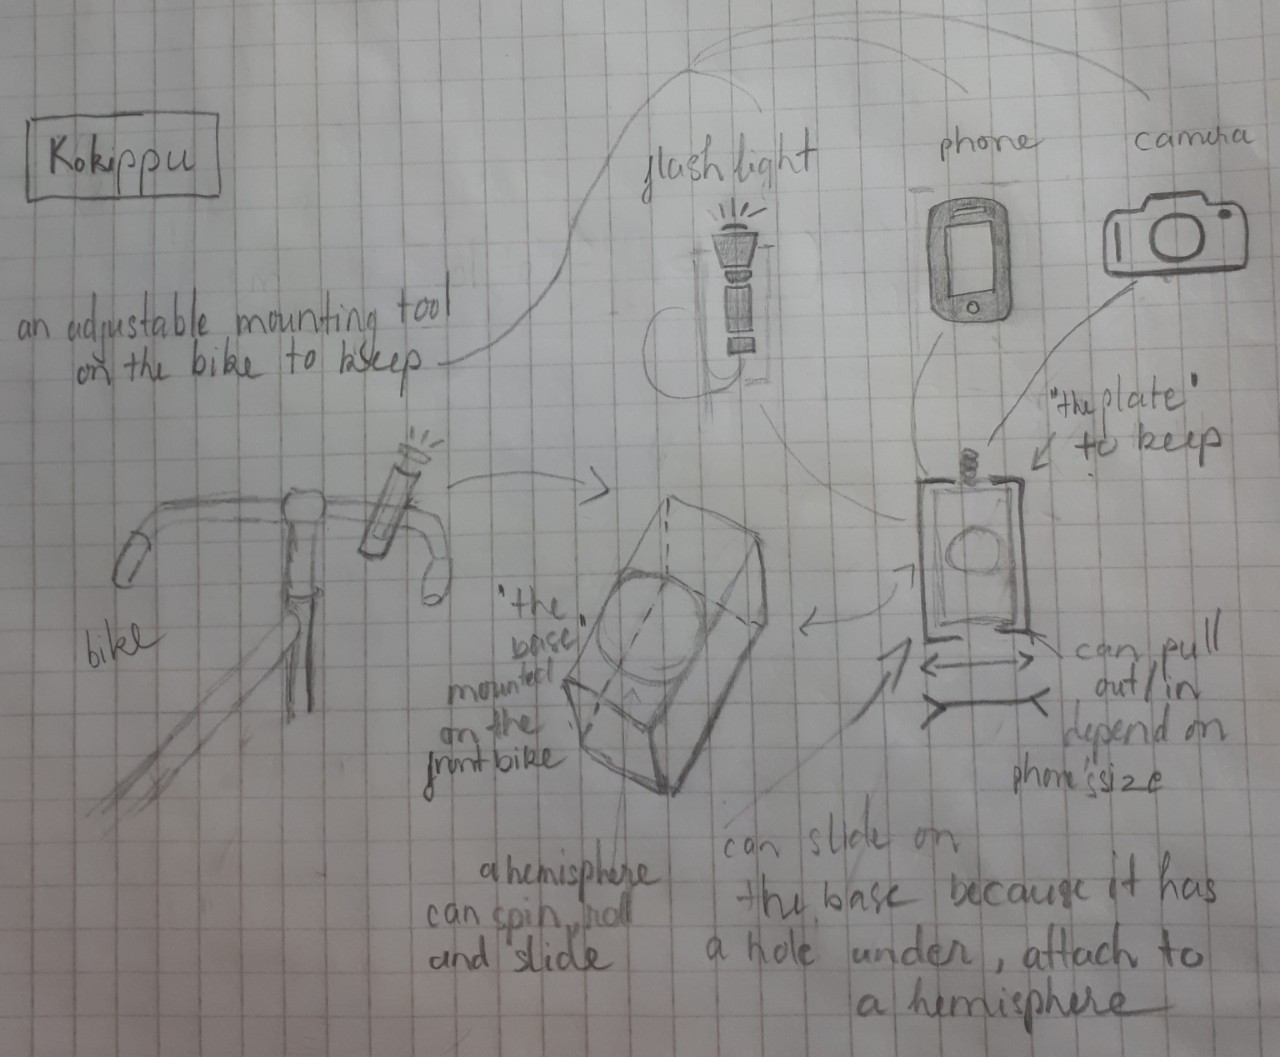 Kokippu
flash light
phone
camera
an adjustable mounting tool
on the bike to keep
"the plate"
to keep
bike
"the
base"
mounted
on the
front bike
can pull
out/in
depend on
phone's size
a hemisphere
can spin, roll
and slide
can slide on
the base because it has
a hole under, attach to
a hemisphere